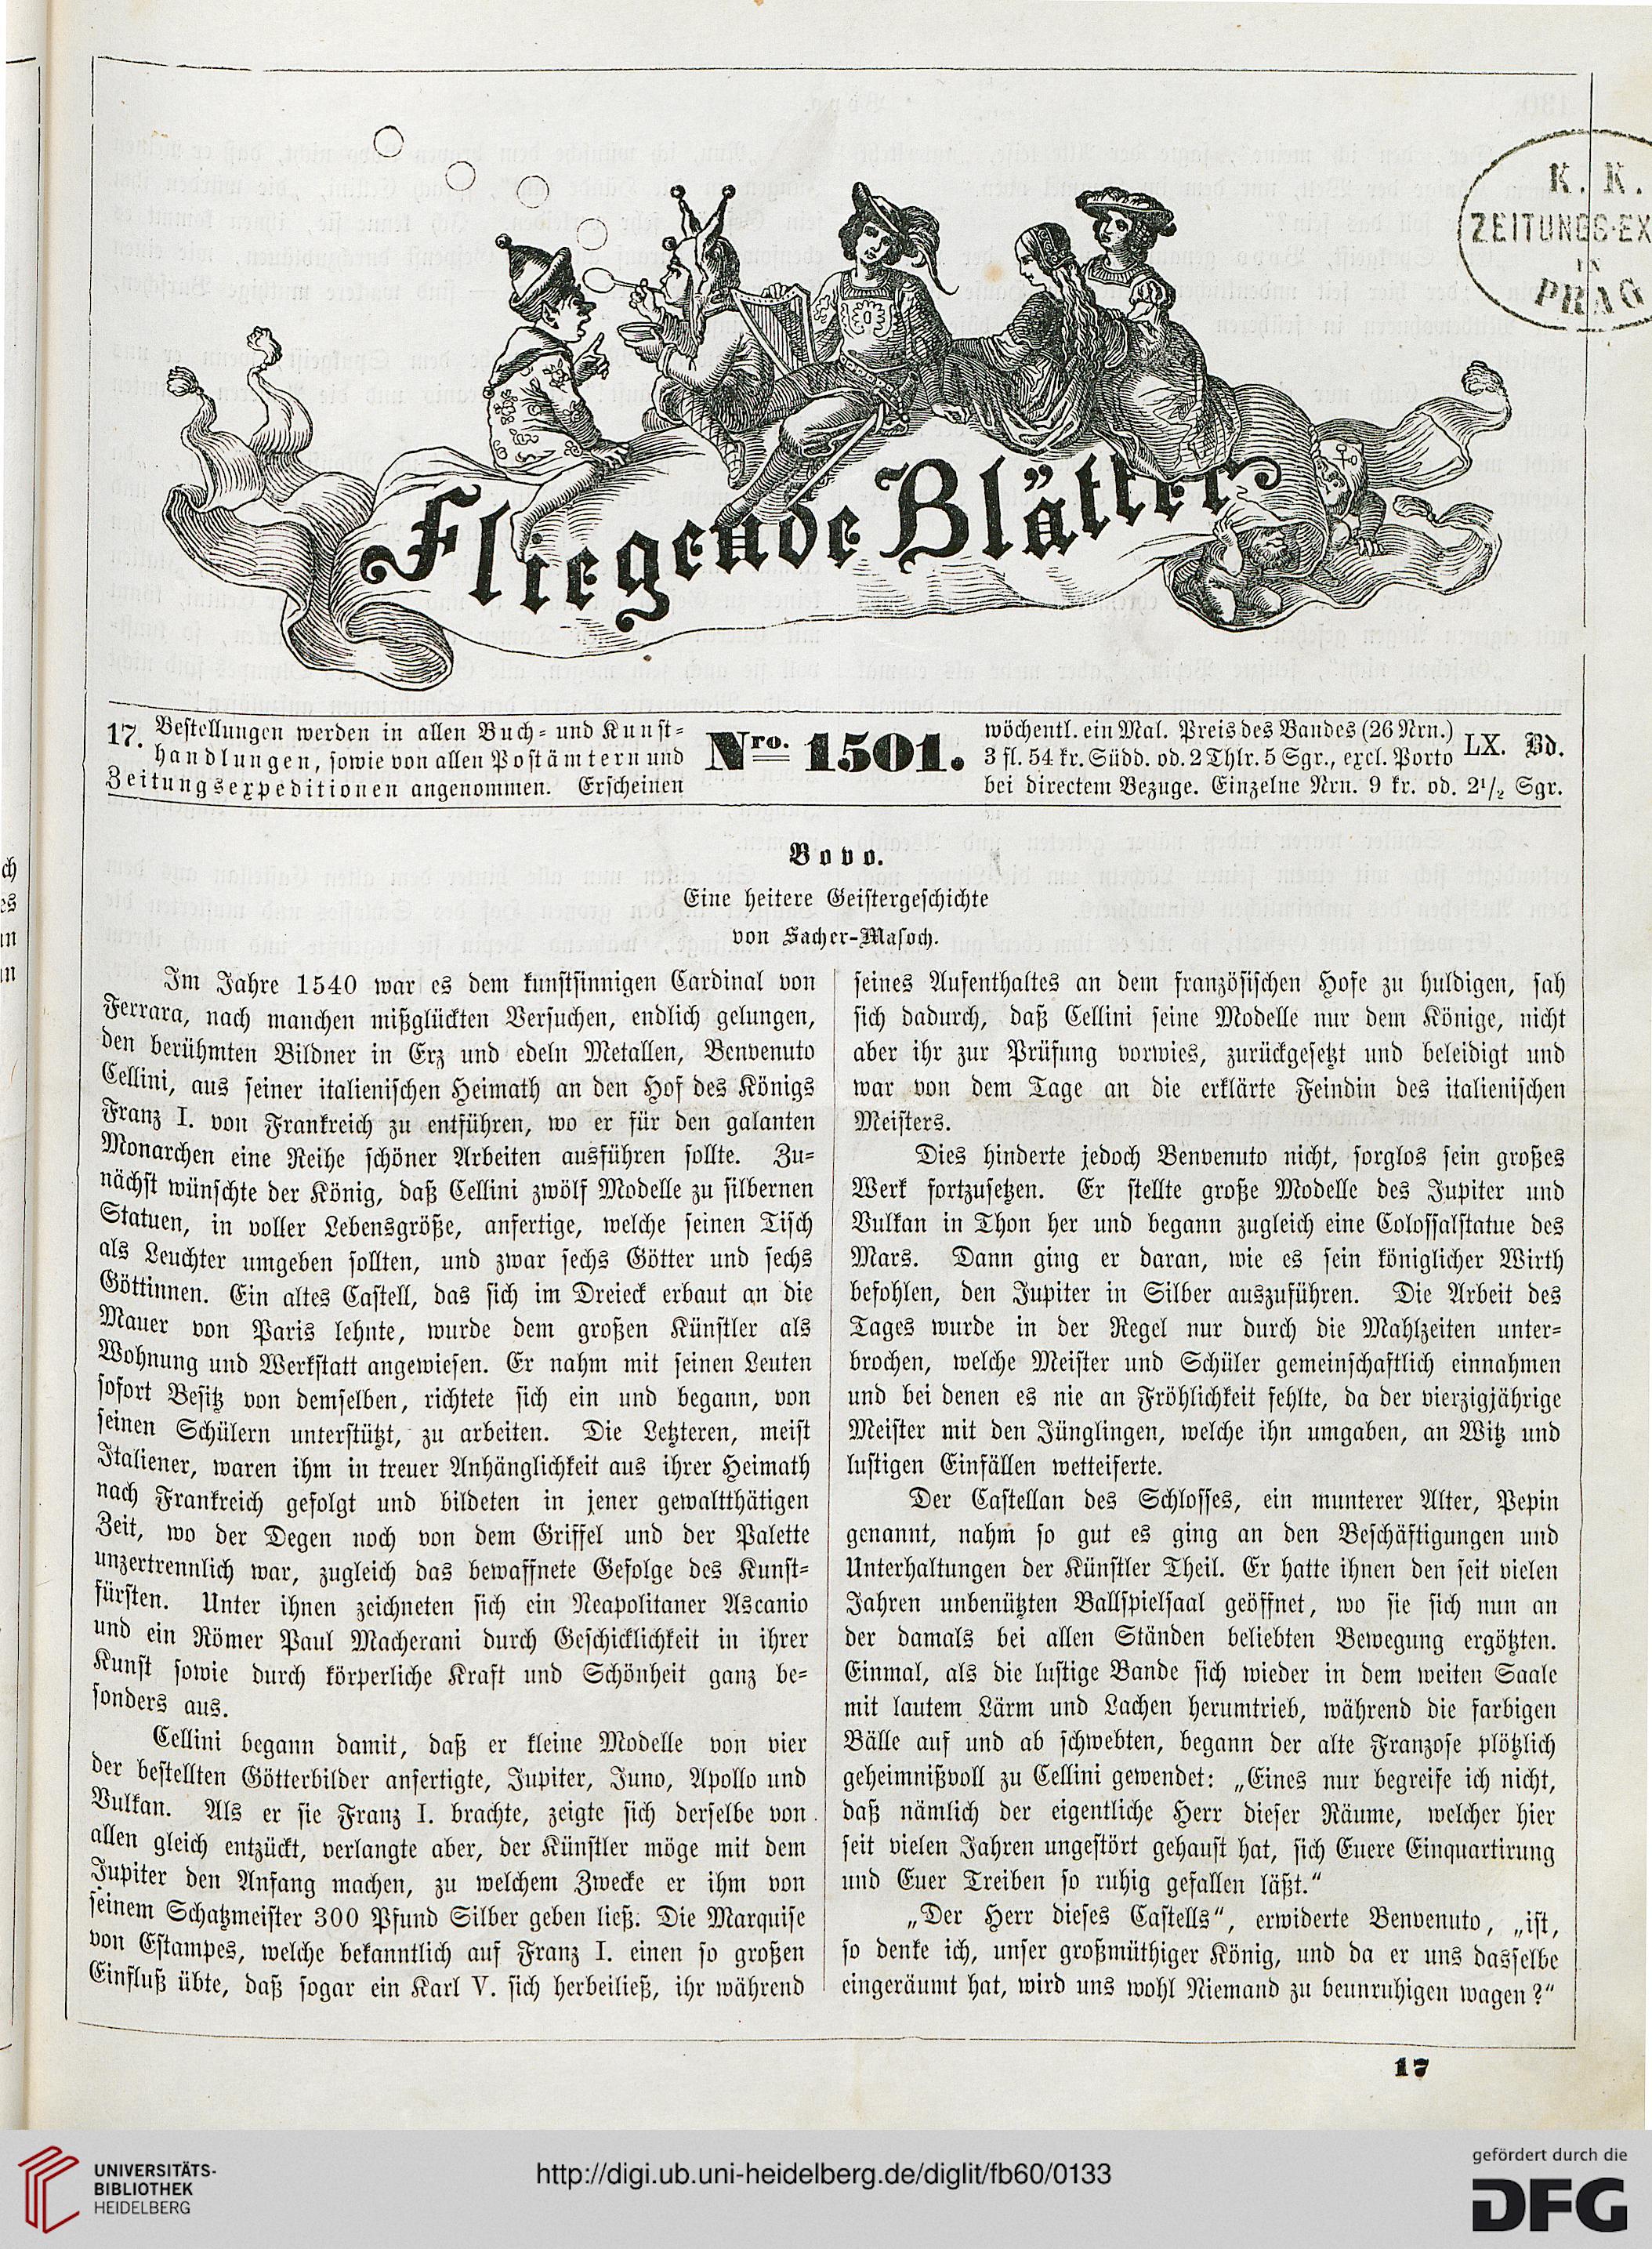 K. K.
ZEITUNGS-EX
IN
PRAG
Fliegende Blätter
17. Bestellungen werden in allen Buch- und Kunst-
handlungen, sowie von allen Postämtern und
Zeitungsexpeditionen angenommen. Erscheinen
Nro. 1501.
wöchentl. ein Mal. Preis des Bandes (26 Nrn.)
3 fl. 54 kr. Südd. od. 2 Thlr. 5 Sgr., excl. Porto
bei directem Bezuge. Einzelne Nrn. 9 kr. od. 2½ Sgr.
LX. Bd.
Bovo.
Eine heitere Geistergeschichte
von Sacher-Masoch.
Im Jahre 1540 war es dem kunstsinnigen Cardinal von
Ferrara, nach manchen mißglückten Versuchen, endlich gelungen,
den berühmten Bildner in Erz und edeln Metallen, Benvenuto
Cellini, aus seiner italienischen Heimath an den Hof des Königs
Franz I. von Frankreich zu entführen, wo er für den galanten
Monarchen eine Reihe schöner Arbeiten ausführen sollte. Zu-
nächst wünschte der König, daß Cellini zwölf Modelle zu silbernen
Statuen, in voller Lebensgröße, anfertige, welche seinen Tisch
als Leuchter umgeben sollten, und zwar sechs Götter und sechs
Göttinnen. Ein altes Castell, das sich im Dreieck erbaut an die
Mauer von Paris lehnte, wurde dem großen Künstler als
Wohnung und Werkstatt angewiesen. Er nahm mit seinen Leuten
sofort Besitz von demselben, richtete sich ein und begann, von
seinen Schülern unterstützt, zu arbeiten. Die Letzteren, meist
Italiener, waren ihm in treuer Anhänglichkeit aus ihrer Heimath
nach Frankreich gefolgt und bildeten in jener gewaltthätigen
Zeit, wo der Degen noch von dem Griffel und der Palette
unzertrennlich war, zugleich das bewaffnete Gefolge des Kunst-
fürsten. Unter ihnen zeichneten sich ein Neapolitaner Ascanio
und ein Römer Paul Macherani durch Geschicklichkeit in ihrer
Kunst sowie durch körperliche Kraft und Schönheit ganz be-
sonders aus.
Cellini begann damit, daß er kleine Modelle von vier
der bestellten Götterbilder anfertigte, Jupiter, Juno, Apollo und
Vulkan. Als er sie Franz I. brachte, zeigte sich derselbe von
allen gleich entzückt, verlangte aber, der Künstler möge mit dem
Jupiter den Anfang machen, zu welchem Zwecke er ihm von
seinem Schatzmeister 300 Pfund Silber geben ließ. Die Marquise
von Estampes, welche bekanntlich auf Franz I. einen so großen
Einfluß übte, daß sogar ein Karl V. sich herbeiließ, ihr während
seines Aufenthaltes an dem französischen Hofe zu huldigen, sah
sich dadurch, daß Cellini seine Modelle nur dem Könige, nicht
aber ihr zur Prüfung vorwies, zurückgesetzt und beleidigt und
war von dem Tage an die erklärte Feindin des italienischen
Meisters.
Dies hinderte jedoch Benvenuto nicht, sorglos sein großes
Werk fortzusetzen. Er stellte große Modelle des Jupiter und
Vulkan in Thon her und begann zugleich eine Colossalstatue des
Mars. Dann ging er daran, wie es sein königlicher Wirth
befohlen, den Jupiter in Silber auszuführen. Die Arbeit des
Tages wurde in der Regel nur durch die Mahlzeiten unter-
brochen, welche Meister und Schüler gemeinschaftlich einnahmen
und bei denen es nie an Fröhlichkeit fehlte, da der vierzigjährige
Meister mit den Jünglingen, welche ihn umgaben, an Witz und
lustigen Einfällen wetteiferte.
Der Castellan des Schlosses, ein munterer Alter, Pepin
genannt, nahm so gut es ging an den Beschäftigungen und
Unterhaltungen der Künstler Theil. Er hatte ihnen den seit vielen
Jahren unbenützten Ballspielsaal geöffnet, wo sie sich nun an
der damals bei allen Ständen beliebten Bewegung ergötzten.
Einmal, als die lustige Bande sich wieder in dem weiten Saale
mit lautem Lärm und Lachen herumtrieb, während die farbigen
Bälle auf und ab schwebten, begann der alte Franzose plötzlich
geheimnißvoll zu Cellini gewendet: „Eines nur begreife ich nicht,
daß nämlich der eigentliche Herr dieser Räume, welcher hier
seit vielen Jahren ungestört gehaust hat, sich Euere Einquartirung
und Euer Treiben so ruhig gefallen läßt.“
„Der Herr dieses Castells“, erwiderte Benvenuto, „ist,
so denke ich, unser großmüthiger König, und da er uns dasselbe
eingeräumt hat, wird uns wohl Niemand zu beunruhigen wagen?“
17
ch
es
in
in
UNIVERSITÄTS-
BIBLIOTHEK
HEIDELBERG
http://digi.ub.uni-heidelberg.de/diglit/fb60/0133
gefördert durch die
DFG